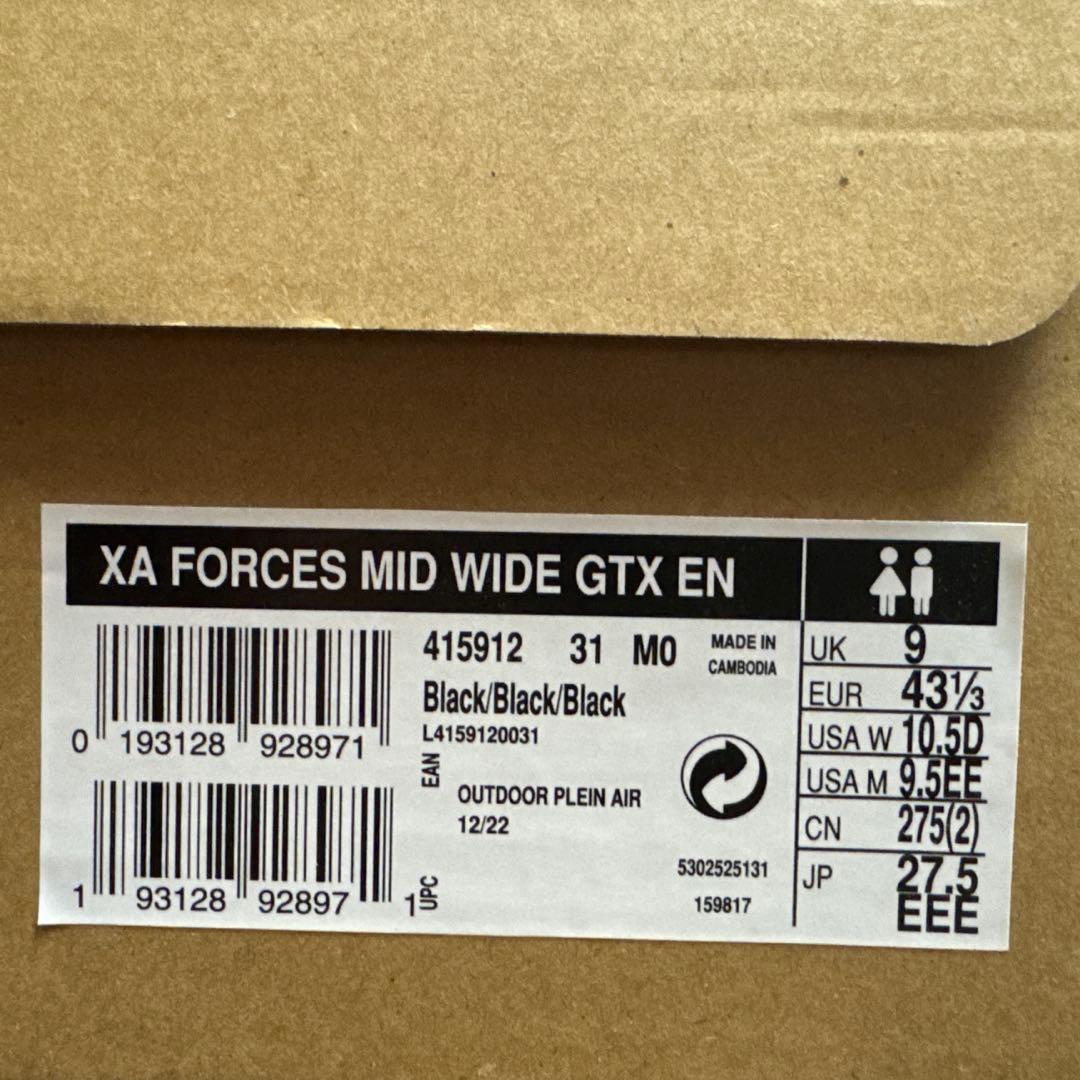 XA FORCES MID WIDE GTX EN
415912 31 M0
MADE IN
CAMBODIA
Black/Black/Black
L4159120031
0 193128 928971
EAN
OUTDOOR PLEIN AIR
12/22
1 93128 92897 1
UPC
5302525131
159817
UK 9
EUR 43⅓
USA W 10.5D
USA M 9.5EE
CN 275(2)
JP 27.5
EEE